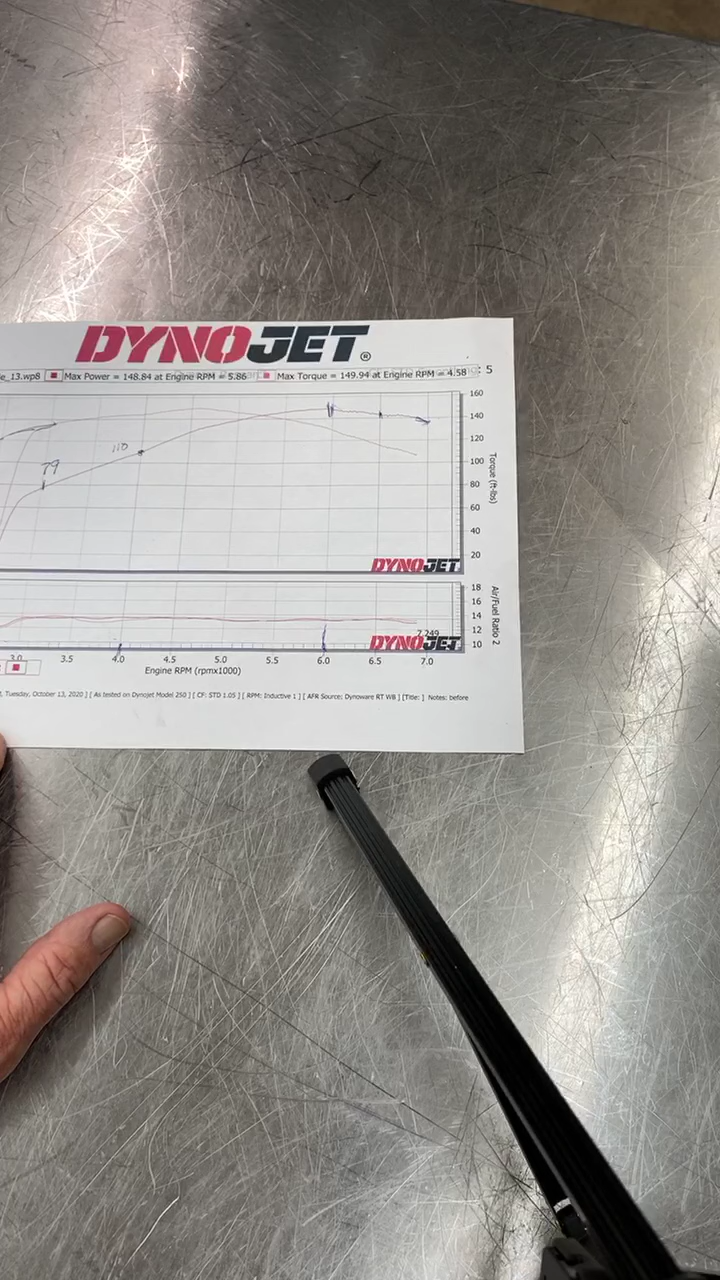 DYNOJET®
e_13.wp8 Max Power = 148.84 at Engine RPM = 5.86 Max Torque = 149.94 at Engine RPM = 4.58 : 5
160
140
120
110
100
79
80
60
40
20
Torque (ft-lbs)
DYNOJET
18
16
14
12
10
Air/Fuel Ratio 2
7.249
DYNOJET
3.0 3.5 4.0 4.5 5.0 5.5 6.0 6.5 7.0
Engine RPM (rpmx1000)
Tuesday, October 13, 2020 ] [ As tested on Dynojet Model 250 ] [ CF: STD 1.05 ] [ RPM: Inductive 1 ] [ AFR Source: Dynoware RT WB ] [Title: ] Notes: before